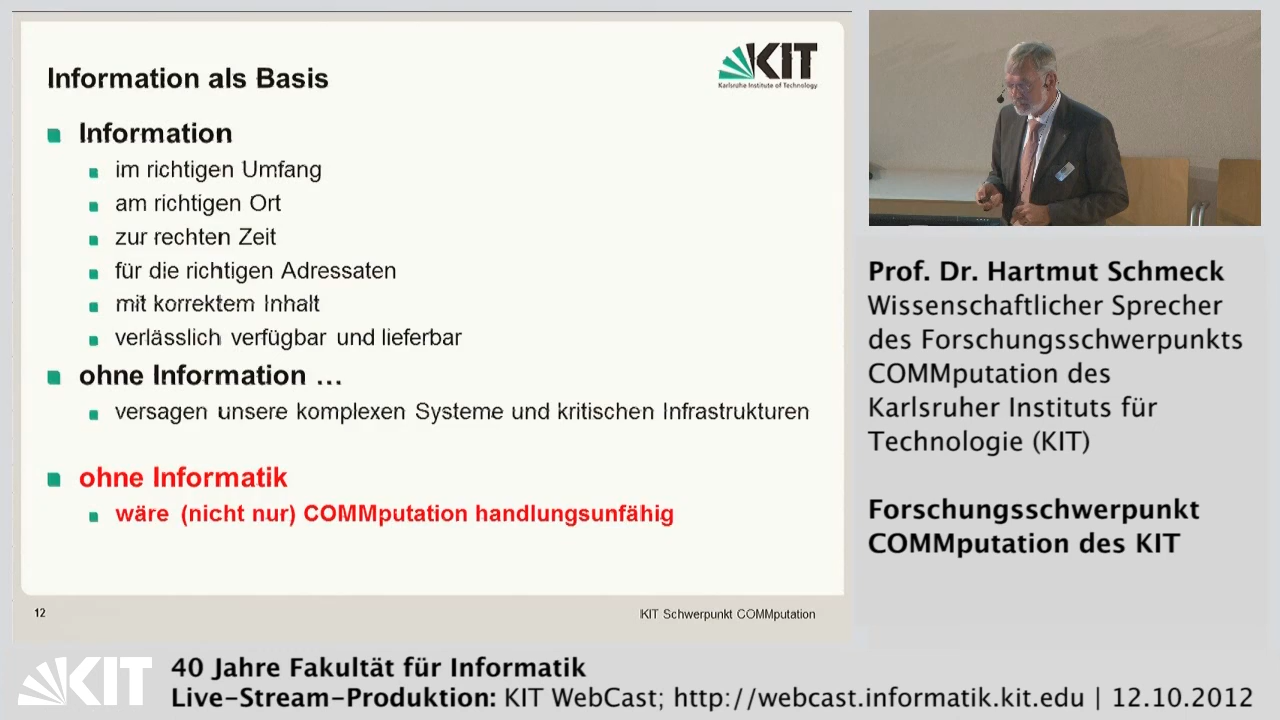 Information als Basis
KIT
Karlsruhe Institute of Technology
Information
im richtigen Umfang
am richtigen Ort
zur rechten Zeit
für die richtigen Adressaten
mit korrektem Inhalt
verlässlich verfügbar und lieferbar
ohne Information …
versagen unsere komplexen Systeme und kritischen Infrastrukturen
ohne Informatik
wäre (nicht nur) COMMputation handlungsunfähig
12
KIT Schwerpunkt COMMputation
Prof. Dr. Hartmut Schmeck
Wissenschaftlicher Sprecher
des Forschungsschwerpunkts
COMMputation des
Karlsruher Instituts für
Technologie (KIT)
Forschungsschwerpunkt
COMMputation des KIT
KIT
40 Jahre Fakultät für Informatik
Live-Stream-Produktion: KIT WebCast; http://webcast.informatik.kit.edu | 12.10.2012